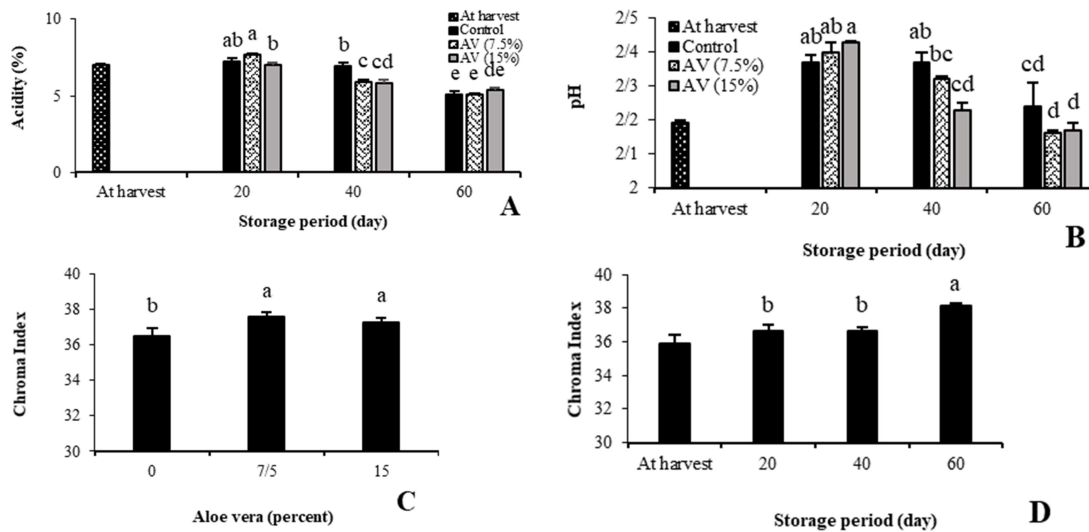 10
5
0
Acidity (%)
At harvest
Control
AV (7.5%)
AV (15%)
ab a b
b c cd
e e de
At harvest 20 40 60
Storage period (day)
A
2/5
2/4
2/3
2/2
2/1
2
pH
At harvest
Control
AV (7.5%)
AV (15%)
ab ab a
ab bc cd
cd d d
At harvest 20 40 60
Storage period (day)
B
40
38
36
34
32
30
Chroma Index
b a a
0 7/5 15
Aloe vera (percent)
C
40
38
36
34
32
30
Chroma Index
b b a
At harvest 20 40 60
Storage period (day)
D